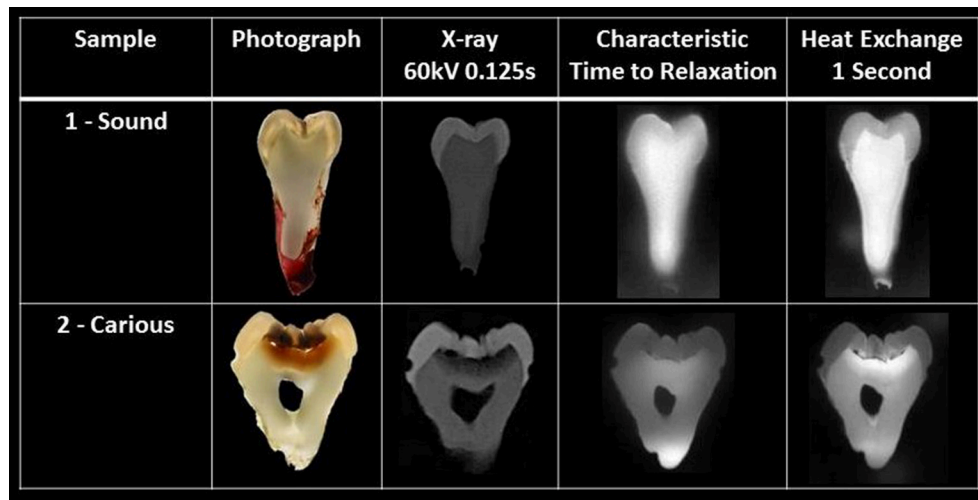 Sample
Photograph
X-ray
60kV 0.125s
Characteristic
Time to Relaxation
Heat Exchange
1 Second
1 - Sound
2 - Carious